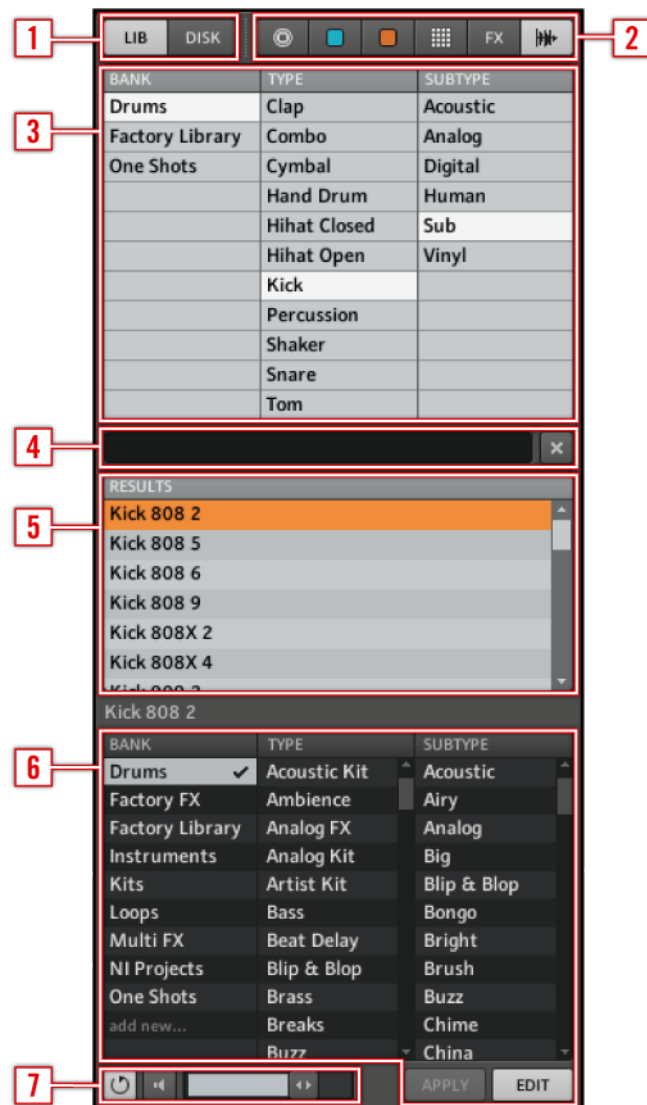 1 LIB DISK FX 2
3
BANK TYPE SUBTYPE
Drums Clap Acoustic
Factory Library Combo Analog
One Shots Cymbal Digital
Hand Drum Human
Hihat Closed Sub
Hihat Open Vinyl
Kick
Percussion
Shaker
Snare
Tom
4
5
RESULTS
Kick 808 2
Kick 808 5
Kick 808 6
Kick 808 9
Kick 808X 2
Kick 808X 4
Kick 808 2
6
BANK TYPE SUBTYPE
Drums Acoustic Kit Acoustic
Factory FX Ambience Airy
Factory Library Analog FX Analog
Instruments Analog Kit Big
Kits Artist Kit Blip & Blop
Loops Bass Bongo
Multi FX Beat Delay Bright
NI Projects Blip & Blop Brush
One Shots Brass Buzz
add new... Breaks Chime
Buzz China
7 APPLY EDIT